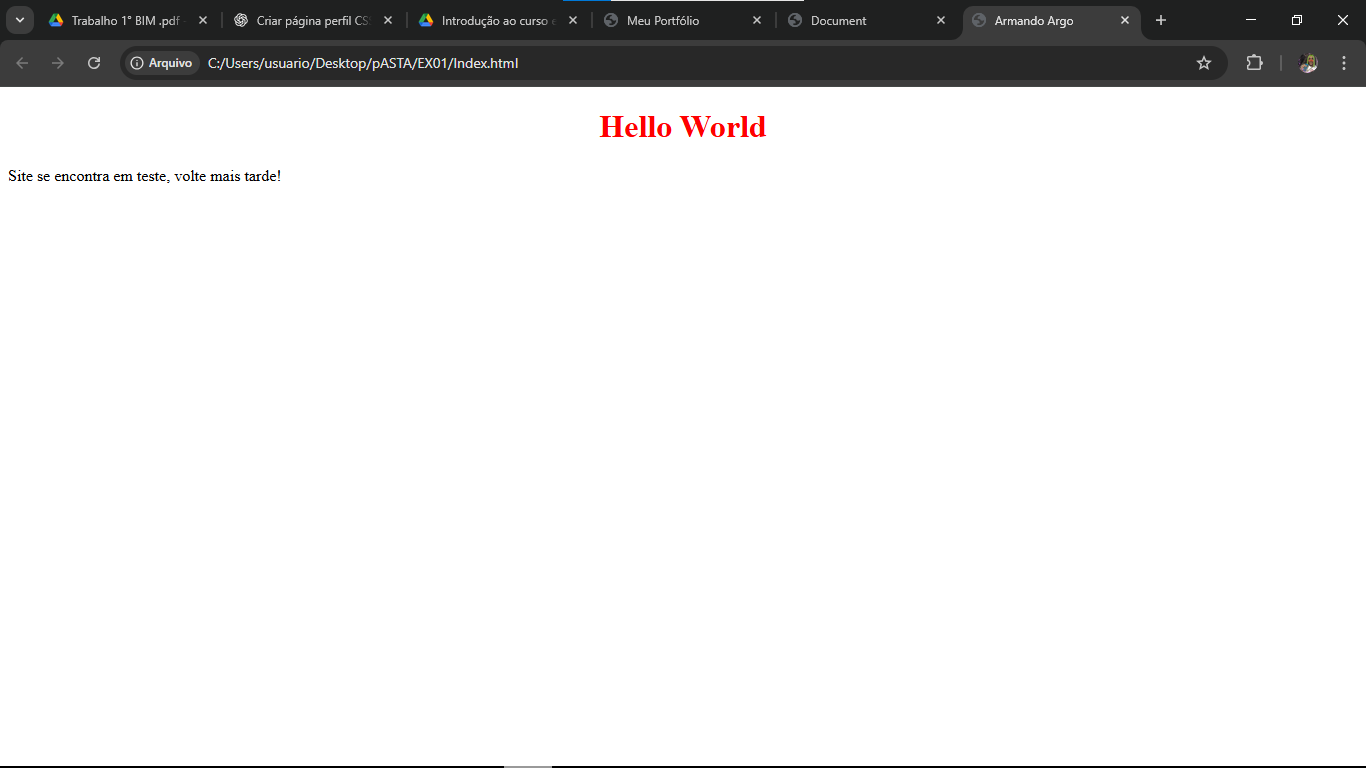 Trabalho 1° BIM .pdf
Criar página perfil CS
Introdução ao curso e
Meu Portfólio
Document
Armando Argo
Arquivo
C:/Users/usuario/Desktop/pASTA/EX01/Index.html
Hello World
Site se encontra em teste, volte mais tarde!